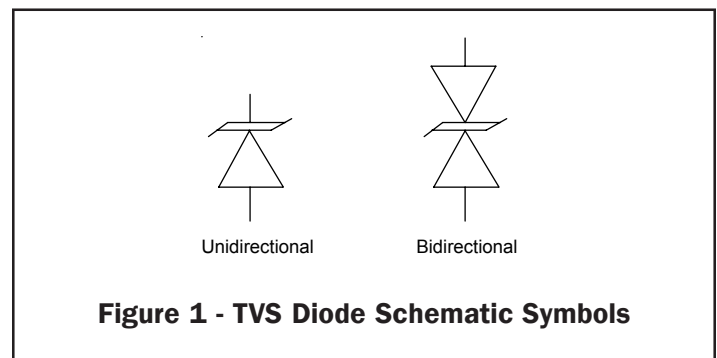 Unidirectional Bidirectional
Figure 1 - TVS Diode Schematic Symbols